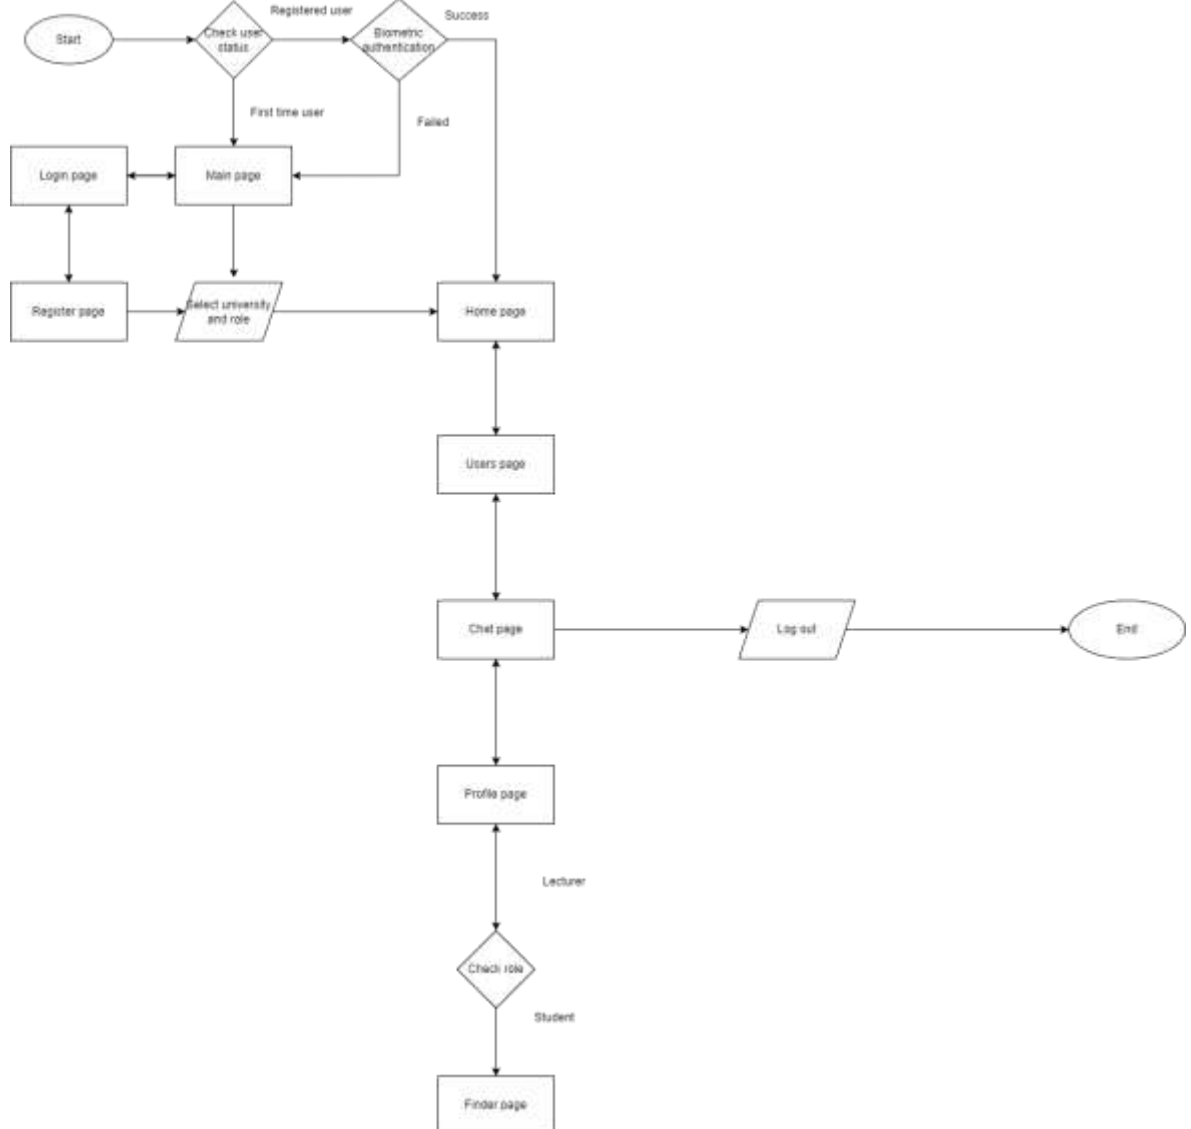 Registered user
Success
Start
Check user
status
Biometric
authentication
First time user
Failed
Login page
Main page
Register page
Select university
and role
Home page
Users page
Chat page
Log out
End
Profile page
Lecturer
Check role
Student
Finder page